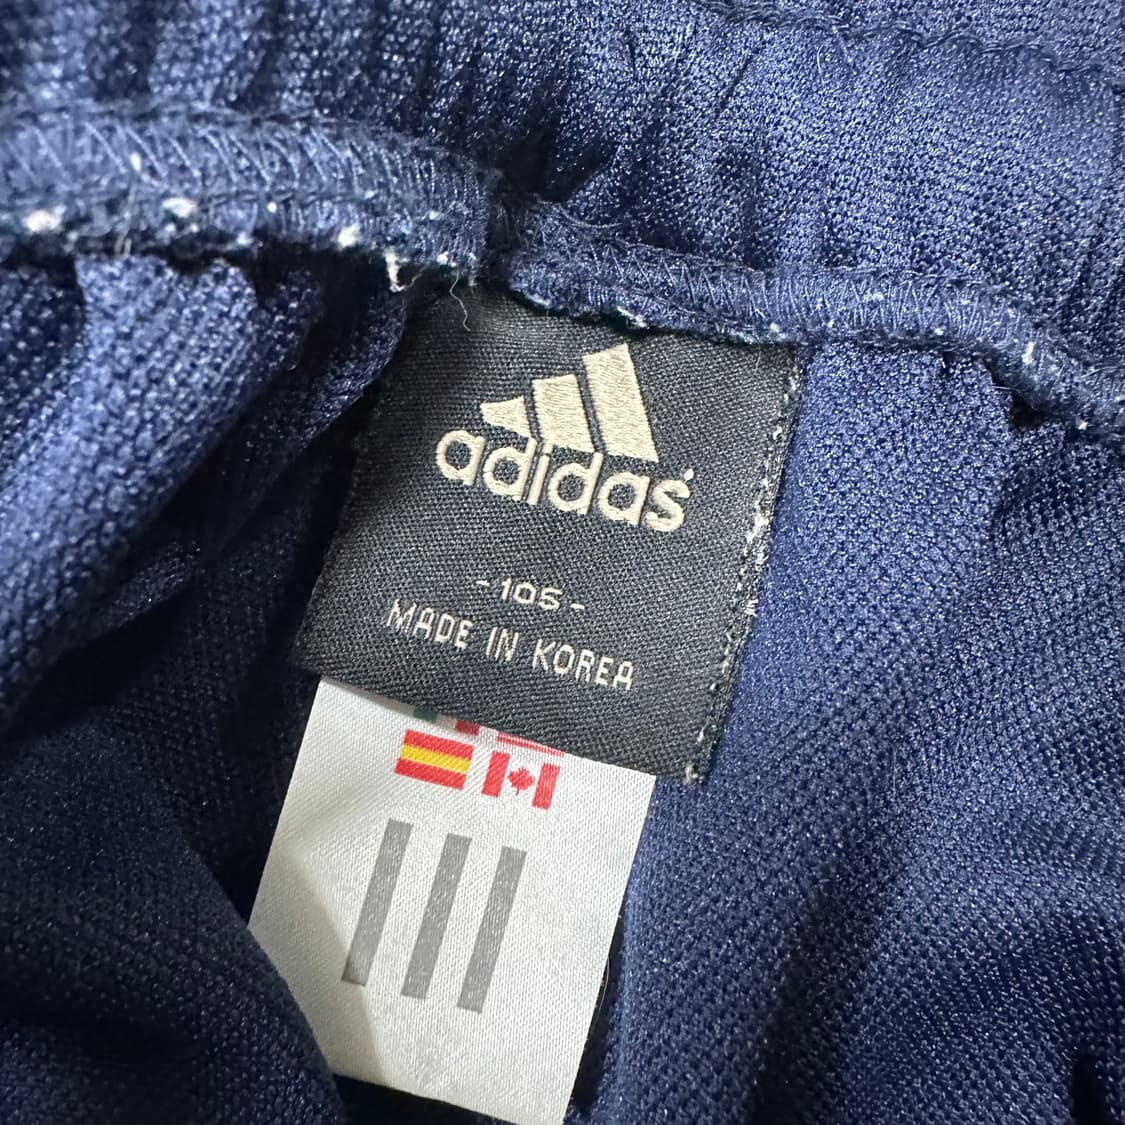 adidas
- 105 -
MADE IN KOREA